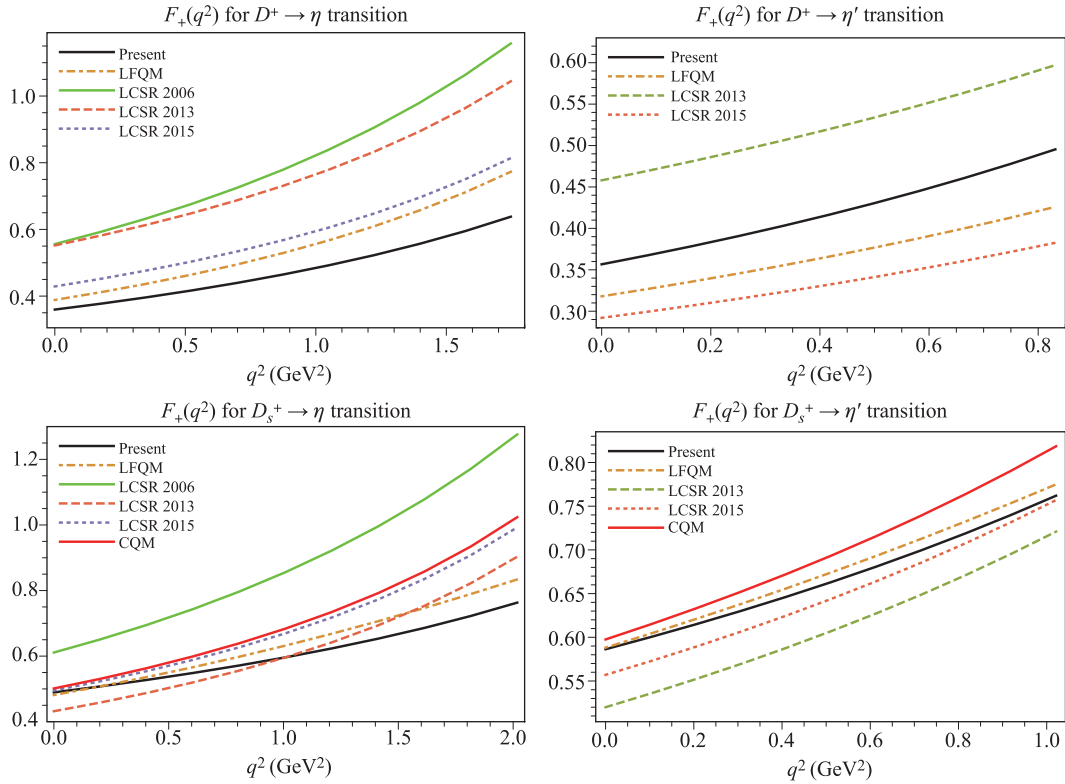 F₊(q²) for D⁺ → η transition
Present
LFQM
LCSR 2006
LCSR 2013
LCSR 2015
1.0
0.8
0.6
0.4
0.0 0.5 1.0 1.5
q² (GeV²)
F₊(q²) for D⁺ → η′ transition
Present
LFQM
LCSR 2013
LCSR 2015
0.60
0.55
0.50
0.45
0.40
0.35
0.30
0.0 0.2 0.4 0.6 0.8
q² (GeV²)
F₊(q²) for Dₛ⁺ → η transition
Present
LFQM
LCSR 2006
LCSR 2013
LCSR 2015
CQM
1.2
1.0
0.8
0.6
0.4
0.0 0.5 1.0 1.5 2.0
q² (GeV²)
F₊(q²) for Dₛ⁺ → η′ transition
Present
LFQM
LCSR 2013
LCSR 2015
CQM
0.80
0.75
0.70
0.65
0.60
0.55
0.0 0.2 0.4 0.6 0.8 1.0
q² (GeV²)